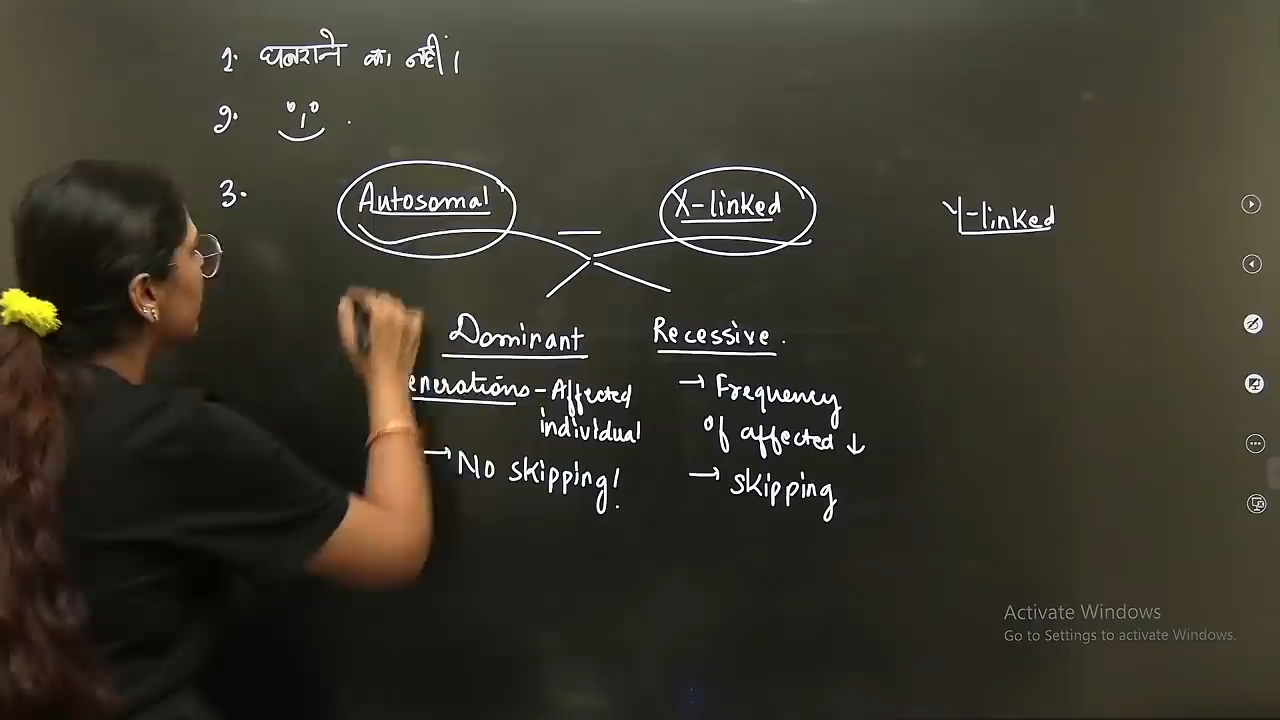 1. घबराने का नहीं।
2.
3.
Autosomal X-linked Y-linked
Dominant Recessive.
enerations - Affected
individual
→ No skipping!
→ Frequency
of affected ↓
→ skipping
Activate Windows
Go to Settings to activate Windows.